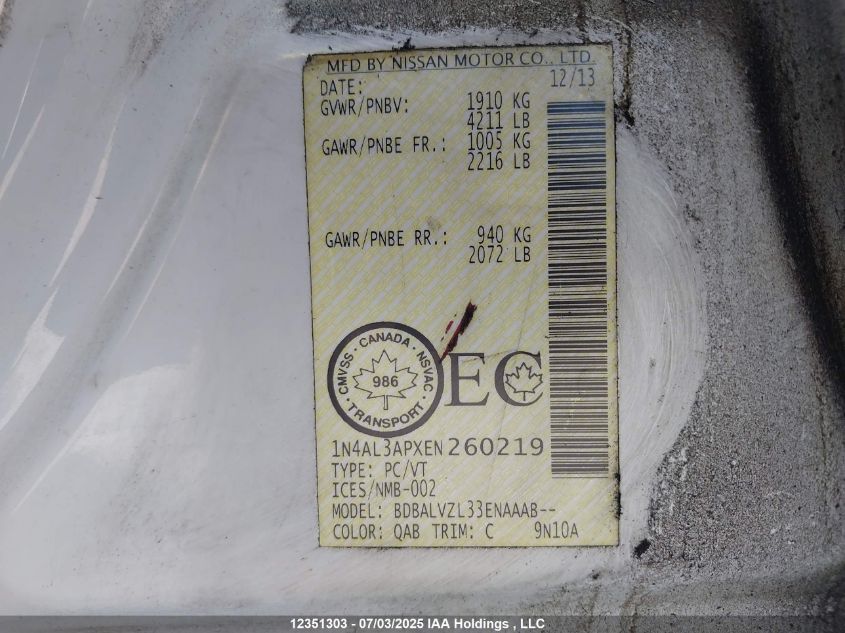 MFD BY NISSAN MOTOR CO., LTD.
DATE: 12/13
GVWR/PNBV: 1910 KG
4211 LB
GAWR/PNBE FR.: 1005 KG
2216 LB
GAWR/PNBE RR.: 940 KG
2072 LB
CMVSS · CANADA · NSVAC
986
· TRANSPORT ·
EC
1N4AL3APXEN260219
TYPE: PC/VT
ICES/NMB-002
MODEL: BDBALVZL33ENAAAB--
COLOR: QAB TRIM: C 9N10A
12351303 - 07/03/2025 IAA Holdings , LLC